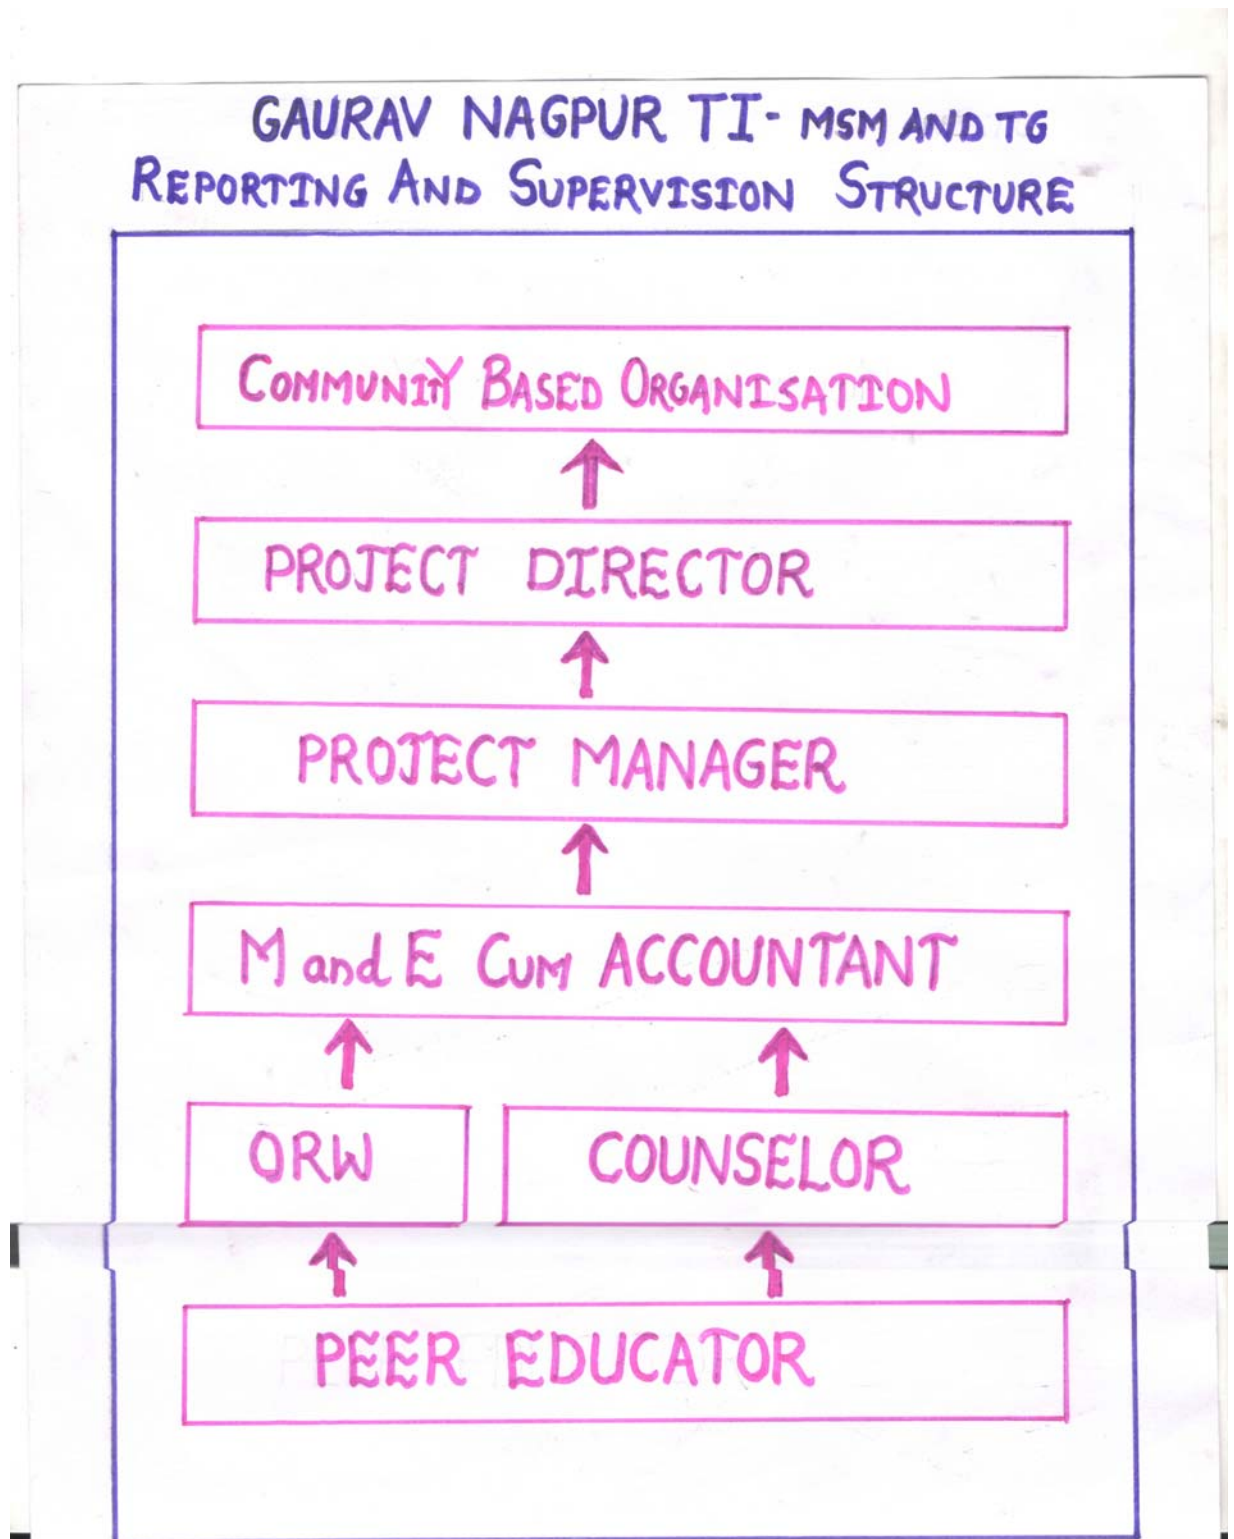 GAURAV NAGPUR TI- MSM AND TG
REPORTING AND SUPERVISION STRUCTURE
COMMUNITY BASED ORGANISATION
PROJECT DIRECTOR
PROJECT MANAGER
M and E CUM ACCOUNTANT
ORW COUNSELOR
PEER EDUCATOR